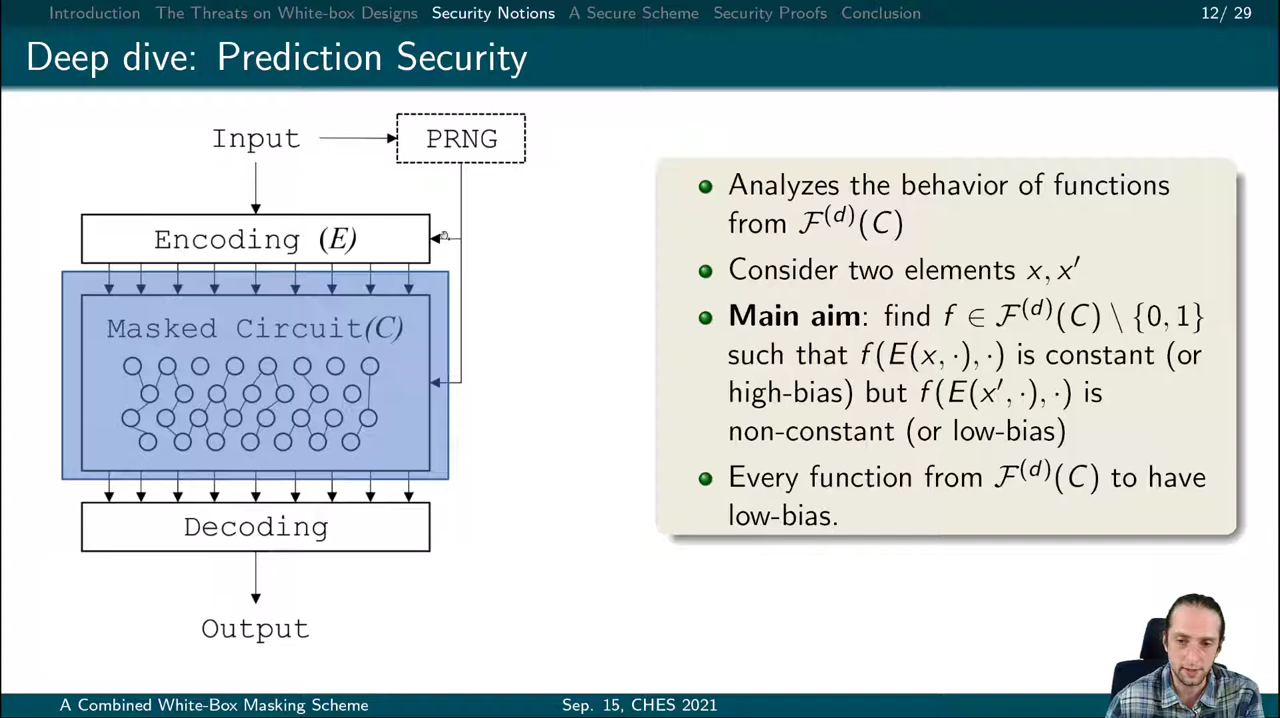 Introduction The Threats on White-box Designs Security Notions A Secure Scheme Security Proofs Conclusion 12/ 29
Deep dive: Prediction Security
Input
PRNG
Encoding (E)
Masked Circuit(C)
Decoding
Output
Analyzes the behavior of functions
from ℱ⁽ᵈ⁾(C)
Consider two elements x, x′
Main aim: find f ∈ ℱ⁽ᵈ⁾(C) \ {0, 1}
such that f(E(x, ·), ·) is constant (or
high-bias) but f(E(x′, ·), ·) is
non-constant (or low-bias)
Every function from ℱ⁽ᵈ⁾(C) to have
low-bias.
A Combined White-Box Masking Scheme Sep. 15, CHES 2021